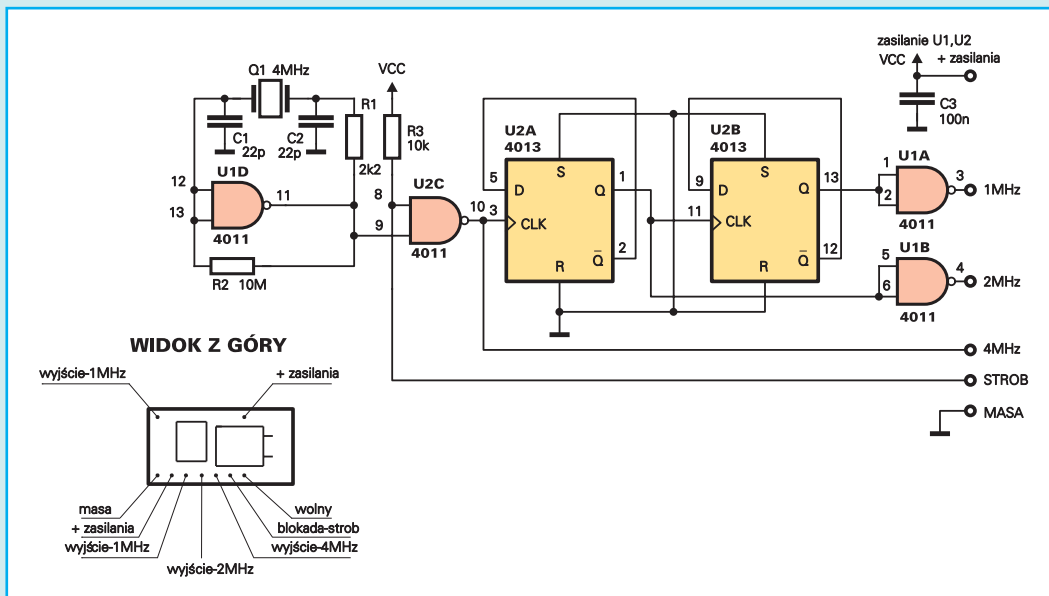 zasilanie U1,U2
VCC
+ zasilania
C3
100n
Q1 4MHz
VCC
C1
22p
C2
22p
R1
2k2
R3
10k
U1D
12
13
11
4011
R2 10M
8
9
U2C
10
4011
U2A
4013
S
5
D
Q
1
3
CLK
2
Q
R
U2B
4013
S
9
D
Q
13
11
CLK
12
Q
R
U1A
1
2
3
1MHz
4011
U1B
5
6
4
2MHz
4011
4MHz
STROB
MASA
WIDOK Z GÓRY
wyjście-1MHz
+ zasilania
masa
wolny
+ zasilania
blokada-strob
wyjście-1MHz
wyjście-4MHz
wyjście-2MHz